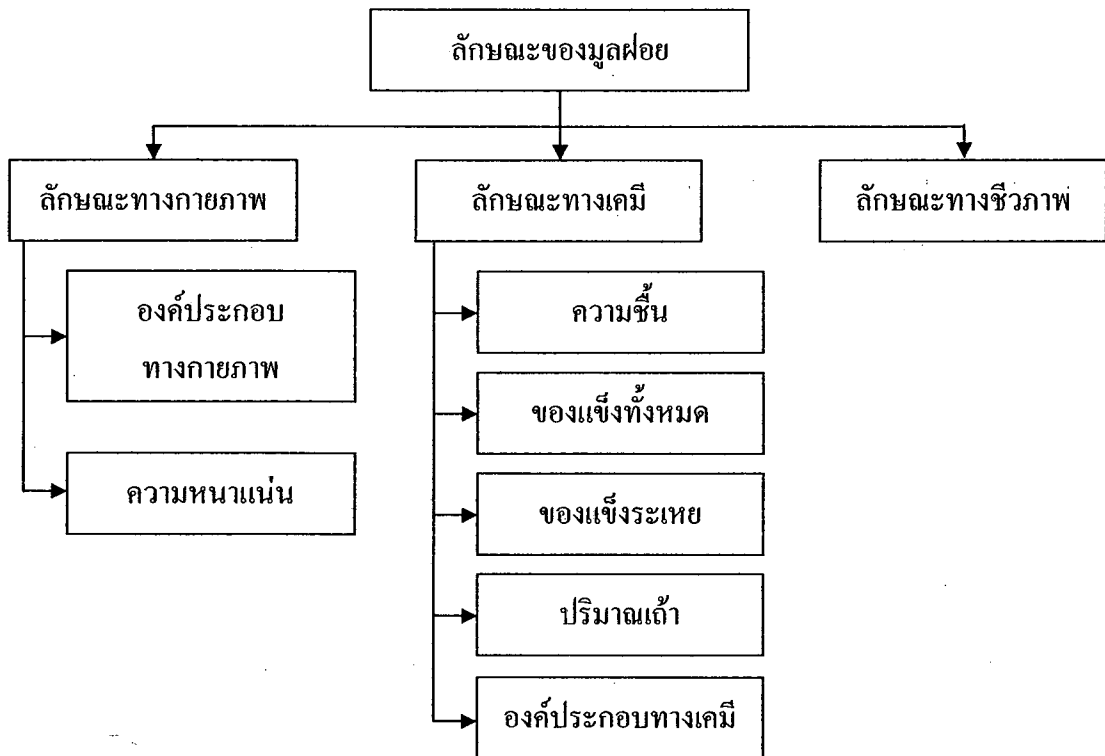 ลักษณะของมูลฝอย
ลักษณะทางกายภาพ
องค์ประกอบ
ทางกายภาพ
ความหนาแน่น
ลักษณะทางเคมี
ความชื้น
ของแข็งทั้งหมด
ของแข็งระเหย
ปริมาณเถ้า
องค์ประกอบทางเคมี
ลักษณะทางชีวภาพ